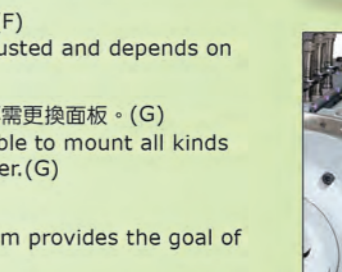 (F)
usted and depends on
需更換面板。(G)
ble to mount all kinds
er.(G)
m provides the goal of